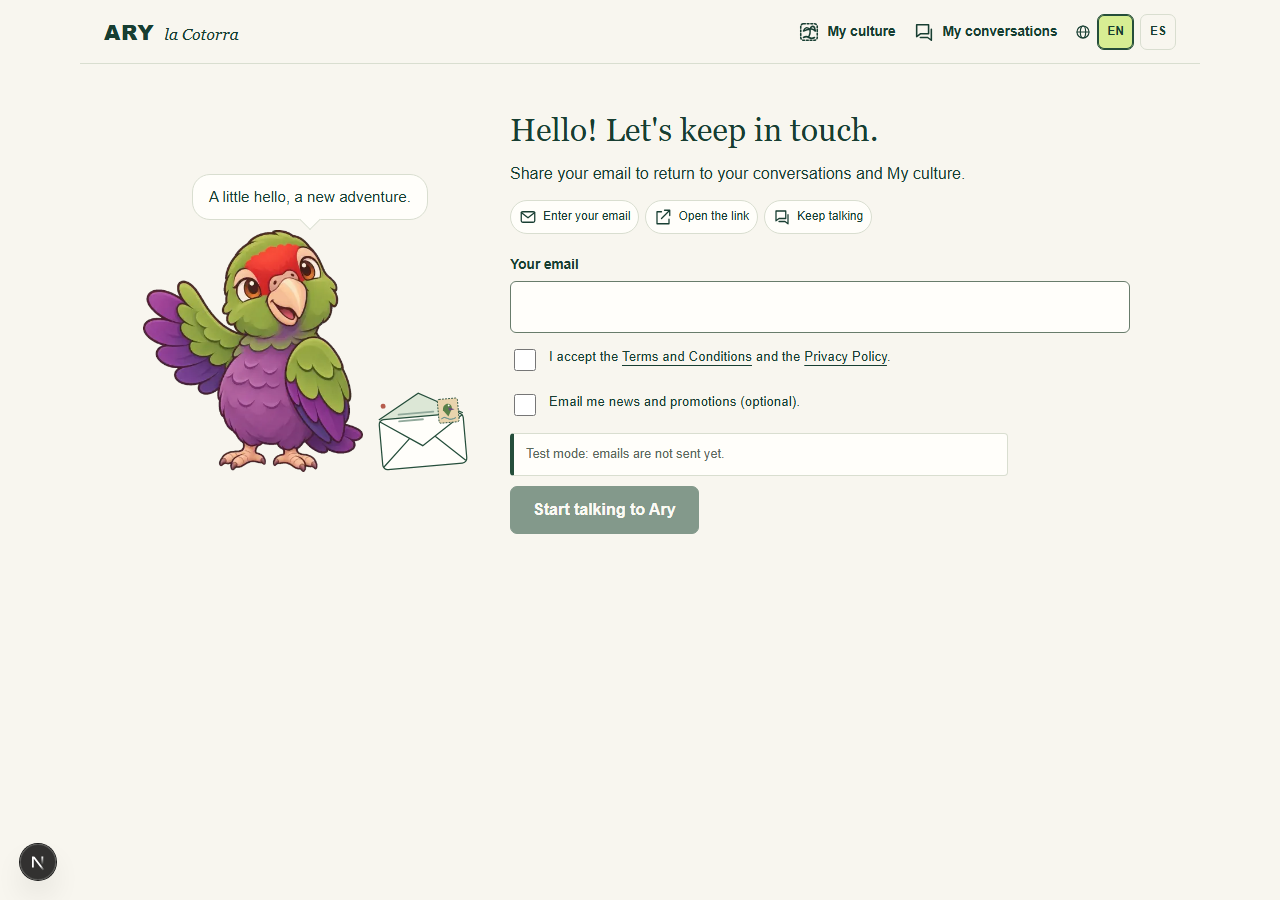 ARY la Cotorra
My culture
My conversations
EN
ES
Hello! Let's keep in touch.
Share your email to return to your conversations and My culture.
A little hello, a new adventure.
Enter your email
Open the link
Keep talking
Your email
I accept the Terms and Conditions and the Privacy Policy.
Email me news and promotions (optional).
Test mode: emails are not sent yet.
Start talking to Ary
N